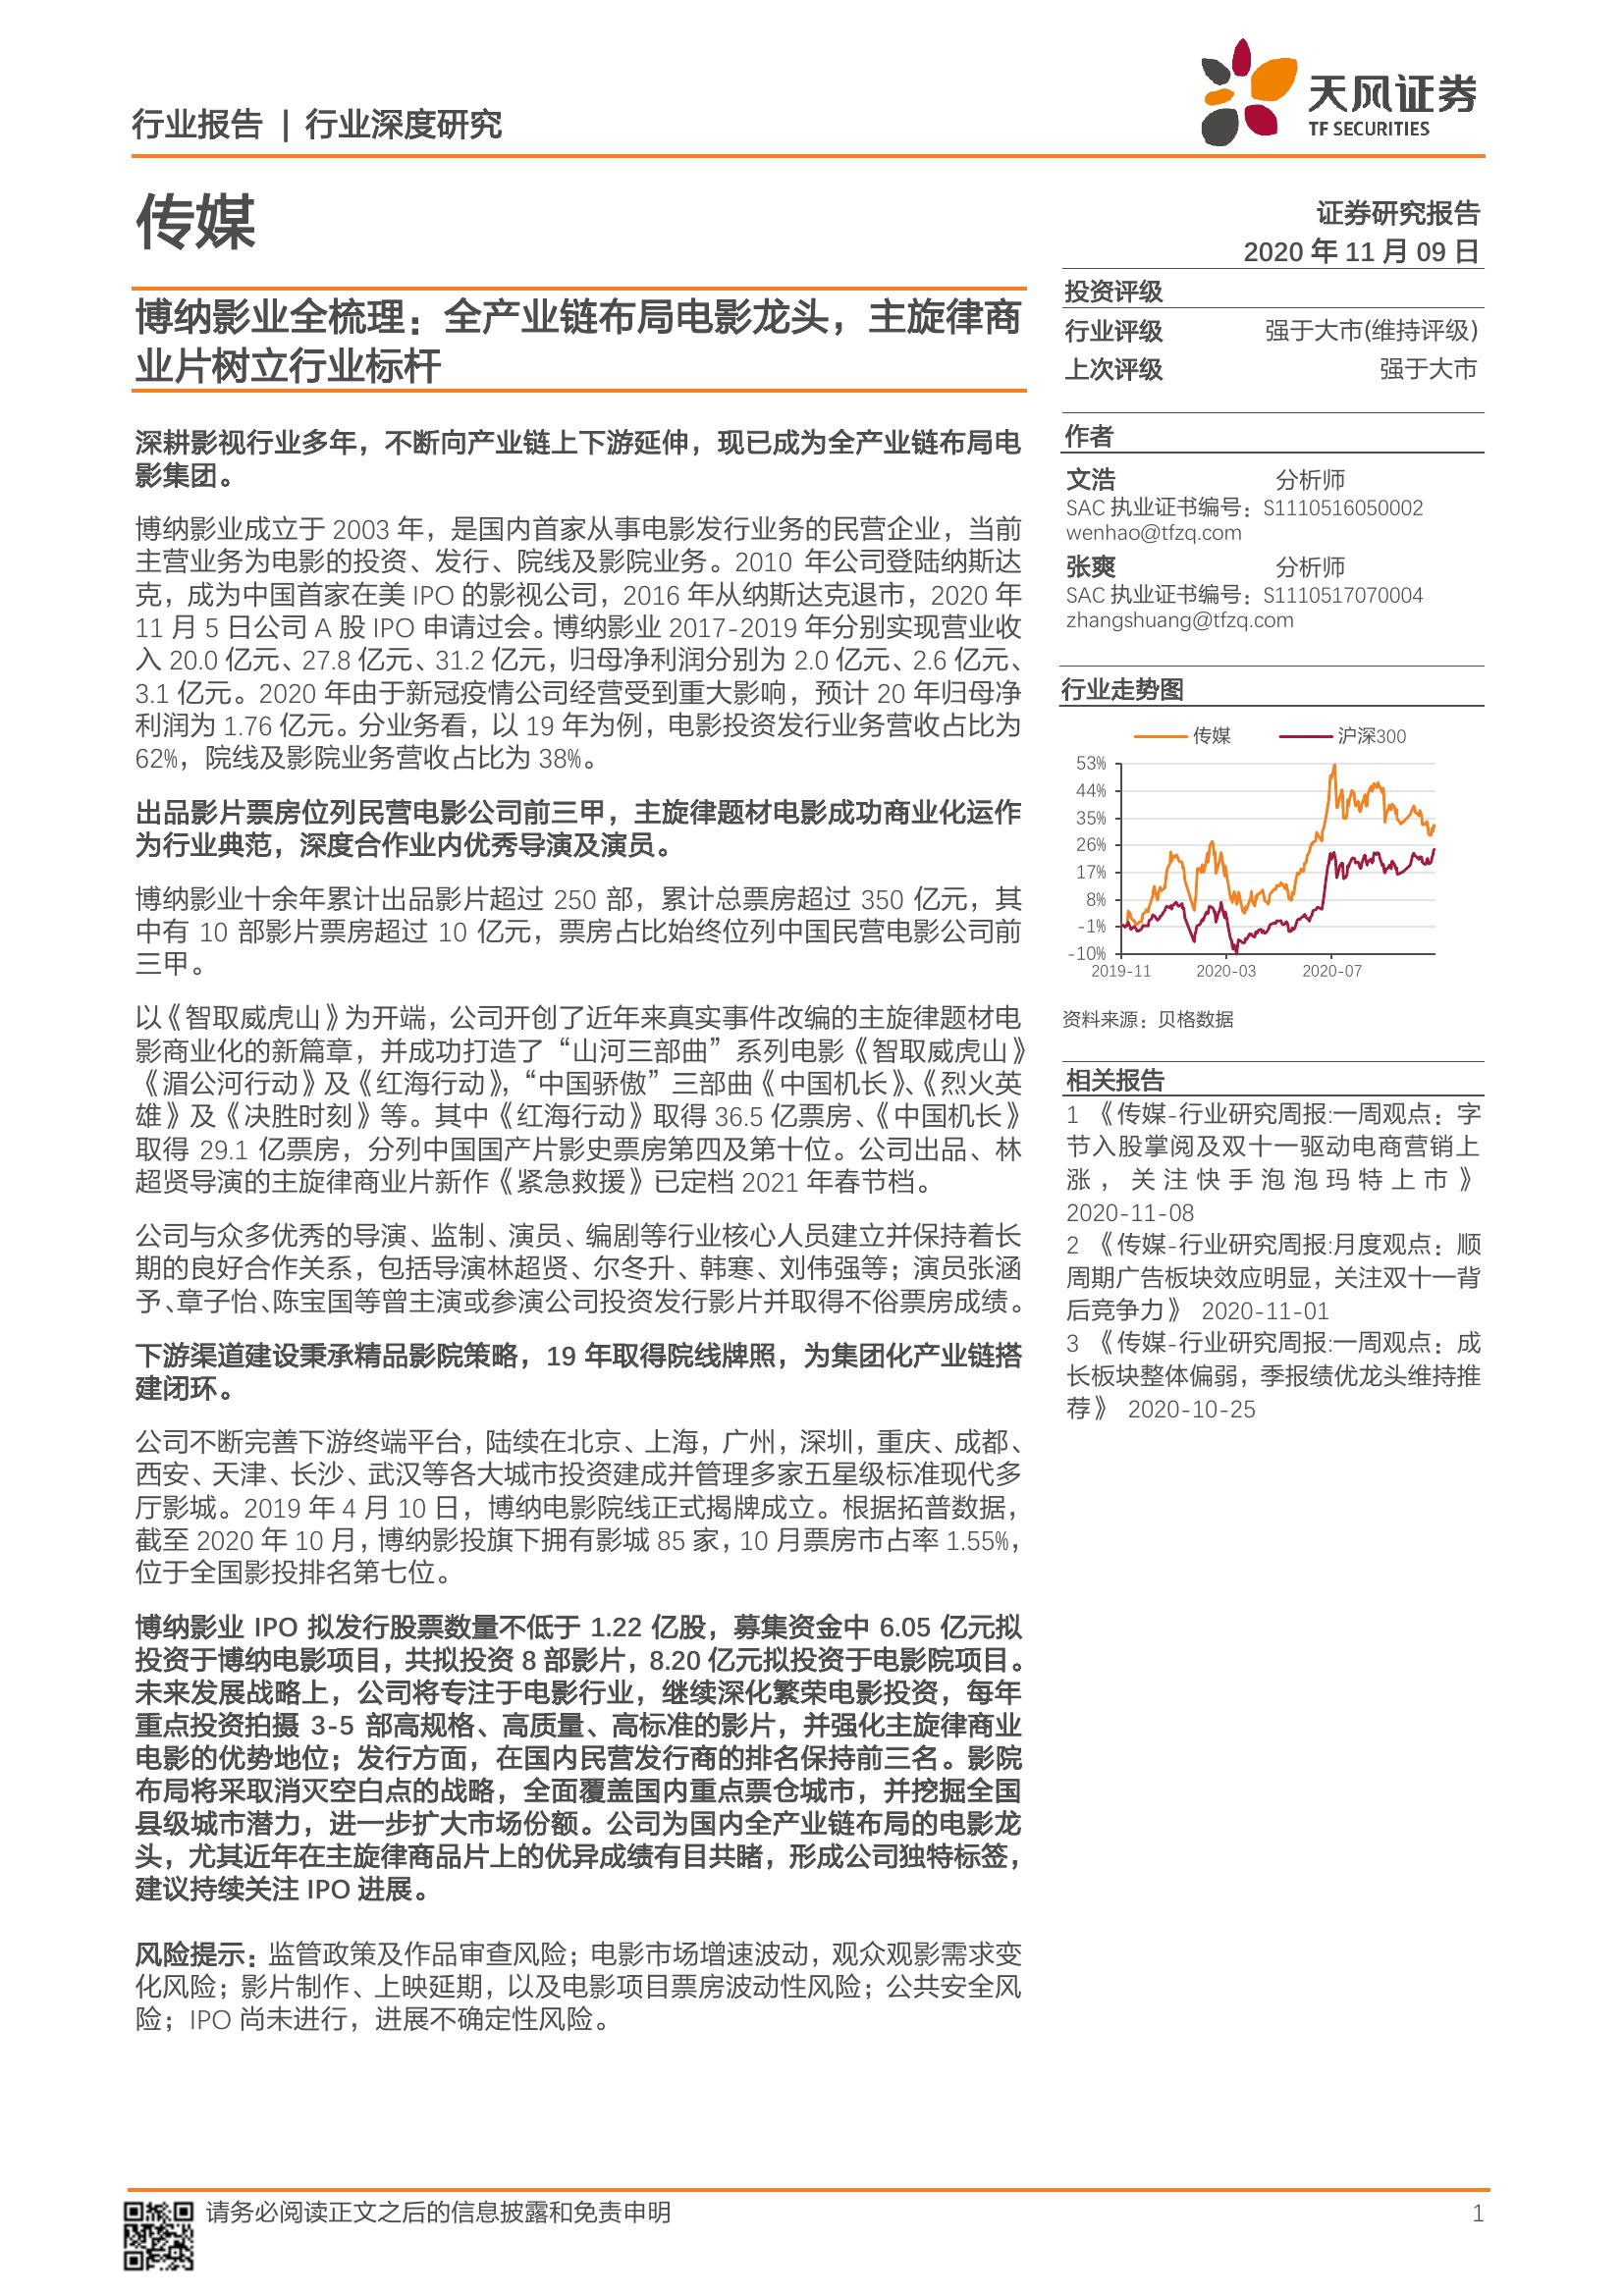 行业报告 | 行业深度研究
天风证券
TF SECURITIES
传媒
证券研究报告
2020 年 11 月 09 日
博纳影业全梳理：全产业链布局电影龙头，主旋律商
业片树立行业标杆
深耕影视行业多年，不断向产业链上下游延伸，现已成为全产业链布局电
影集团。
博纳影业成立于 2003 年，是国内首家从事电影发行业务的民营企业，当前
主营业务为电影的投资、发行、院线及影院业务。2010 年公司登陆纳斯达
克，成为中国首家在美 IPO 的影视公司，2016 年从纳斯达克退市，2020 年
11 月 5 日公司 A 股 IPO 申请过会。博纳影业 2017-2019 年分别实现营业收
入 20.0 亿元、27.8 亿元、31.2 亿元，归母净利润分别为 2.0 亿元、2.6 亿元、
3.1 亿元。2020 年由于新冠疫情公司经营受到重大影响，预计 20 年归母净
利润为 1.76 亿元。分业务看，以 19 年为例，电影投资发行业务营收占比为
62%，院线及影院业务营收占比为 38%。
出品影片票房位列民营电影公司前三甲，主旋律题材电影成功商业化运作
为行业典范，深度合作业内优秀导演及演员。
博纳影业十余年累计出品影片超过 250 部，累计总票房超过 350 亿元，其
中有 10 部影片票房超过 10 亿元，票房占比始终位列中国民营电影公司前
三甲。
以《智取威虎山》为开端，公司开创了近年来真实事件改编的主旋律题材电
影商业化的新篇章，并成功打造了“山河三部曲”系列电影《智取威虎山》
《湄公河行动》及《红海行动》，“中国骄傲”三部曲《中国机长》、《烈火英
雄》及《决胜时刻》等。其中《红海行动》取得 36.5 亿票房、《中国机长》
取得 29.1 亿票房，分列中国国产片影史票房第四及第十位。公司出品、林
超贤导演的主旋律商业片新作《紧急救援》已定档 2021 年春节档。
公司与众多优秀的导演、监制、演员、编剧等行业核心人员建立并保持着长
期的良好合作关系，包括导演林超贤、尔冬升、韩寒、刘伟强等；演员张涵
予、章子怡、陈宝国等曾主演或参演公司投资发行影片并取得不俗票房成绩。
下游渠道建设秉承精品影院策略，19 年取得院线牌照，为集团化产业链搭
建闭环。
公司不断完善下游终端平台，陆续在北京、上海，广州，深圳，重庆、成都、
西安、天津、长沙、武汉等各大城市投资建成并管理多家五星级标准现代多
厅影城。2019 年 4 月 10 日，博纳电影院线正式揭牌成立。根据拓普数据，
截至 2020 年 10 月，博纳影投旗下拥有影城 85 家，10 月票房市占率 1.55%，
位于全国影投排名第七位。
博纳影业 IPO 拟发行股票数量不低于 1.22 亿股，募集资金中 6.05 亿元拟
投资于博纳电影项目，共拟投资 8 部影片，8.20 亿元拟投资于电影院项目。
未来发展战略上，公司将专注于电影行业，继续深化繁荣电影投资，每年
重点投资拍摄 3-5 部高规格、高质量、高标准的影片，并强化主旋律商业
电影的优势地位；发行方面，在国内民营发行商的排名保持前三名。影院
布局将采取消灭空白点的战略，全面覆盖国内重点票仓城市，并挖掘全国
县级城市潜力，进一步扩大市场份额。公司为国内全产业链布局的电影龙
头，尤其近年在主旋律商品片上的优异成绩有目共睹，形成公司独特标签，
建议持续关注 IPO 进展。
风险提示：监管政策及作品审查风险；电影市场增速波动，观众观影需求变
化风险；影片制作、上映延期，以及电影项目票房波动性风险；公共安全风
险；IPO 尚未进行，进展不确定性风险。
投资评级
行业评级 强于大市(维持评级)
上次评级 强于大市
作者
文浩 分析师
SAC 执业证书编号：S1110516050002
wenhao@tfzq.com
张爽 分析师
SAC 执业证书编号：S1110517070004
zhangshuang@tfzq.com
行业走势图
传媒 沪深300
53%
44%
35%
26%
17%
8%
-1%
-10%
2019-11 2020-03 2020-07
资料来源：贝格数据
相关报告
1 《传媒-行业研究周报:一周观点：字
节入股掌阅及双十一驱动电商营销上
涨，关注快手泡泡玛特上市》
2020-11-08
2 《传媒-行业研究周报:月度观点：顺
周期广告板块效应明显，关注双十一背
后竞争力》 2020-11-01
3 《传媒-行业研究周报:一周观点：成
长板块整体偏弱，季报绩优龙头维持推
荐》 2020-10-25
请务必阅读正文之后的信息披露和免责申明 1